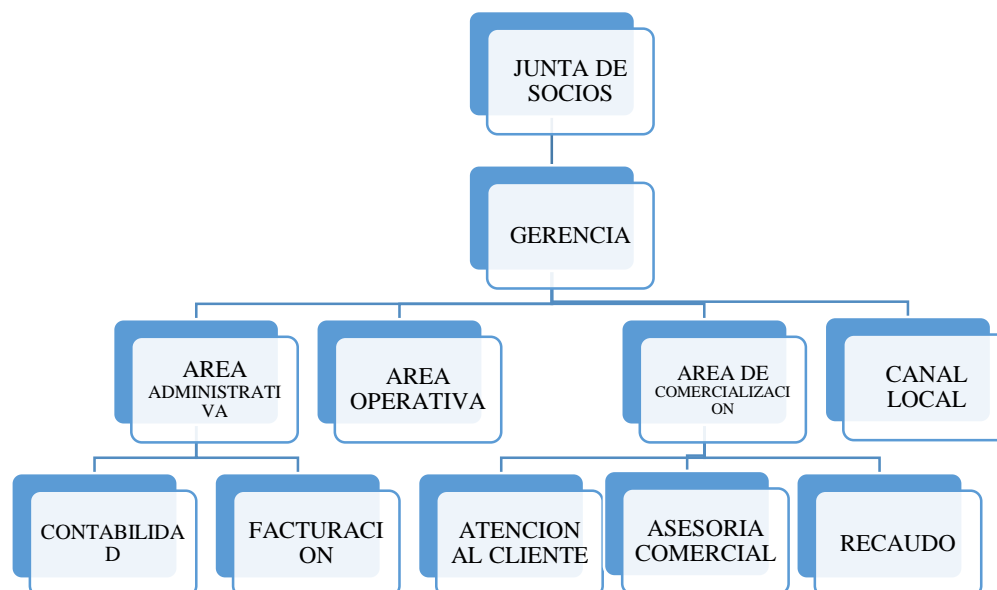 JUNTA DE
SOCIOS
GERENCIA
AREA
ADMINISTRATI
VA
AREA
OPERATIVA
AREA DE
COMERCIALIZACI
ON
CANAL
LOCAL
CONTABILIDA
D
FACTURACI
ON
ATENCION
AL CLIENTE
ASESORIA
COMERCIAL
RECAUDO